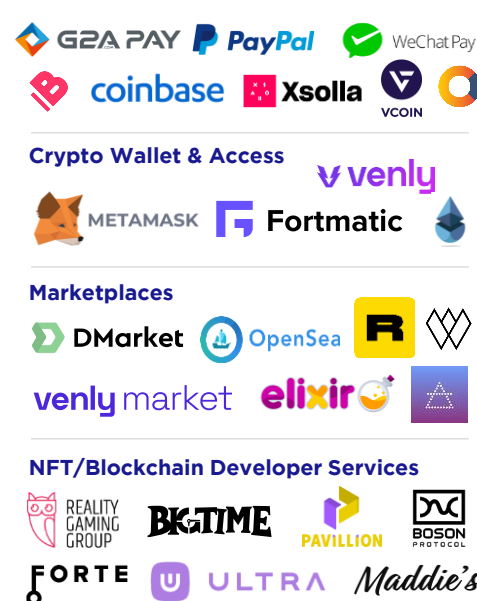 G2A PAY
PayPal
WeChat Pay
coinbase
Xsolla
VCOIN
Crypto Wallet & Access
venly
METAMASK
Fortmatic
Marketplaces
DMarket
OpenSea
R
venly market
elixir
NFT/Blockchain Developer Services
REALITY
GAMING
GROUP
BIGTIME
PAVILLION
BOSON
PROTOCOL
FORTE
U ULTRA
Maddie's